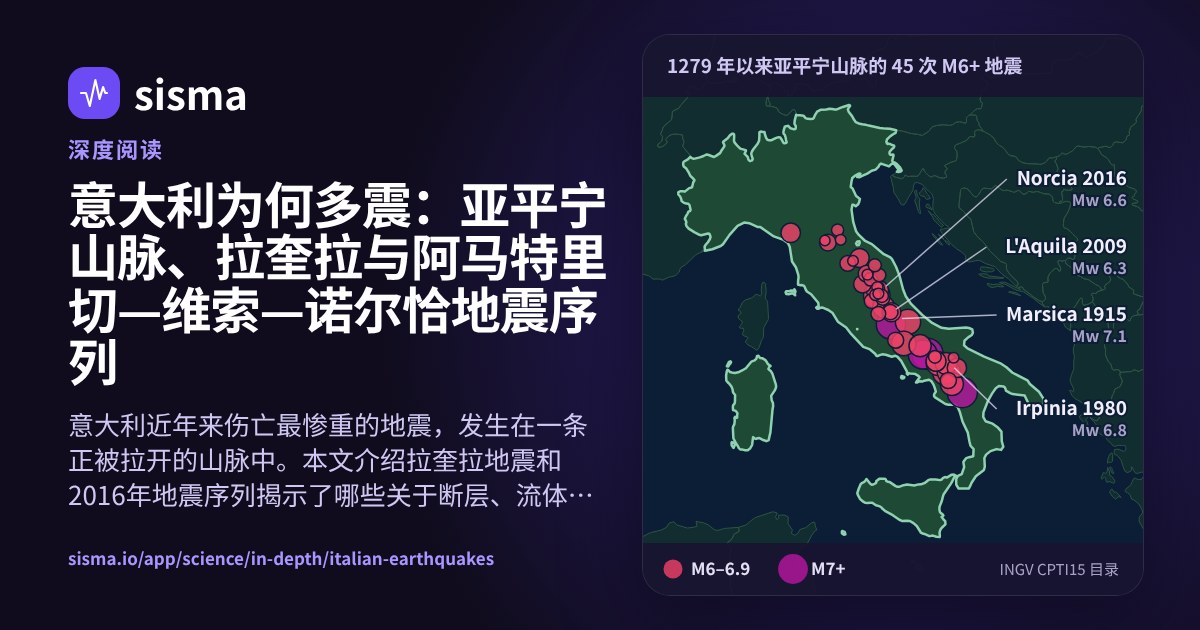 sisma
深度阅读
意大利为何多震：亚平宁
山脉、拉奎拉与阿马特里
切—维索—诺尔恰地震序
列
意大利近年来伤亡最惨重的地震，发生在一条
正被拉开的山脉中。本文介绍拉奎拉地震和
2016年地震序列揭示了哪些关于断层、流体…
sisma.io/app/science/in-depth/italian-earthquakes
1279 年以来亚平宁山脉的 45 次 M6+ 地震
Norcia 2016
Mw 6.6
L'Aquila 2009
Mw 6.3
Marsica 1915
Mw 7.1
Irpinia 1980
Mw 6.8
M6–6.9
M7+
INGV CPTI15 目录